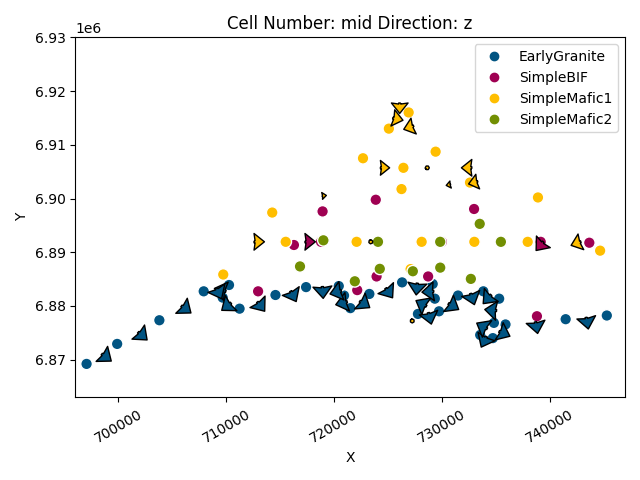 Cell Number: mid Direction: z
1e6
6.93
6.92
6.91
6.90
6.89
6.88
6.87
Y
EarlyGranite
SimpleBIF
SimpleMafic1
SimpleMafic2
700000
710000
720000
730000
740000
X